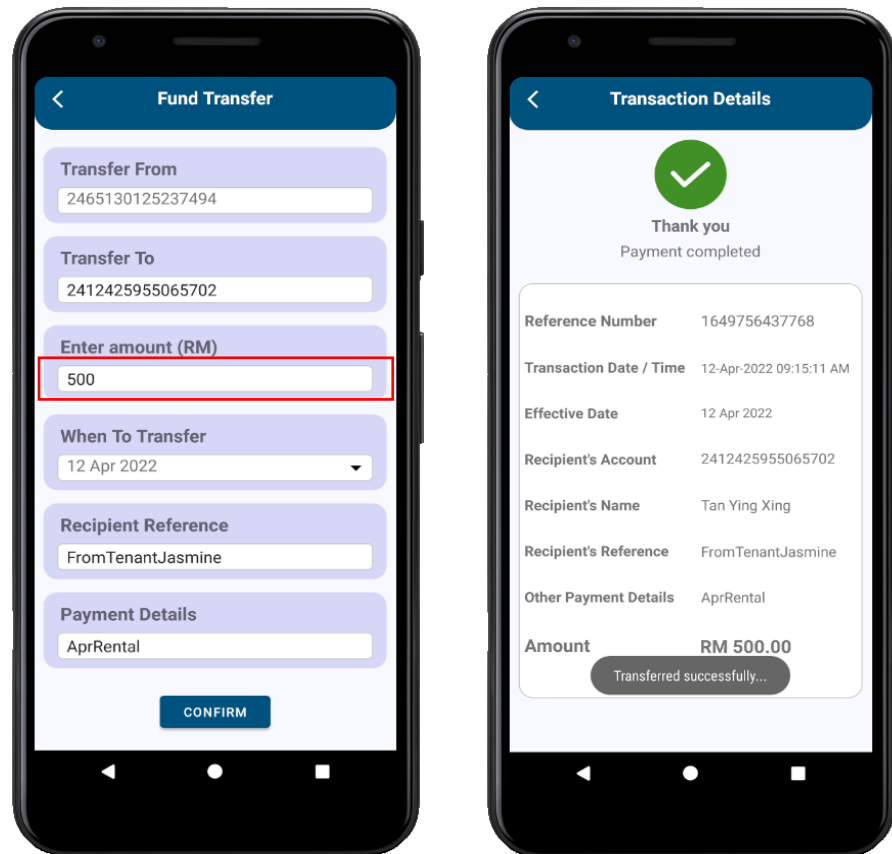 Fund Transfer
Transfer From
2465130125237494
Transfer To
2412425955065702
Enter amount (RM)
500
When To Transfer
12 Apr 2022
Recipient Reference
FromTenantJasmine
Payment Details
AprRental
CONFIRM
Transaction Details
Thank you
Payment completed
Reference Number 1649756437768
Transaction Date / Time 12-Apr-2022 09:15:11 AM
Effective Date 12 Apr 2022
Recipient's Account 2412425955065702
Recipient's Name Tan Ying Xing
Recipient's Reference FromTenantJasmine
Other Payment Details AprRental
Amount RM 500.00
Transferred successfully...